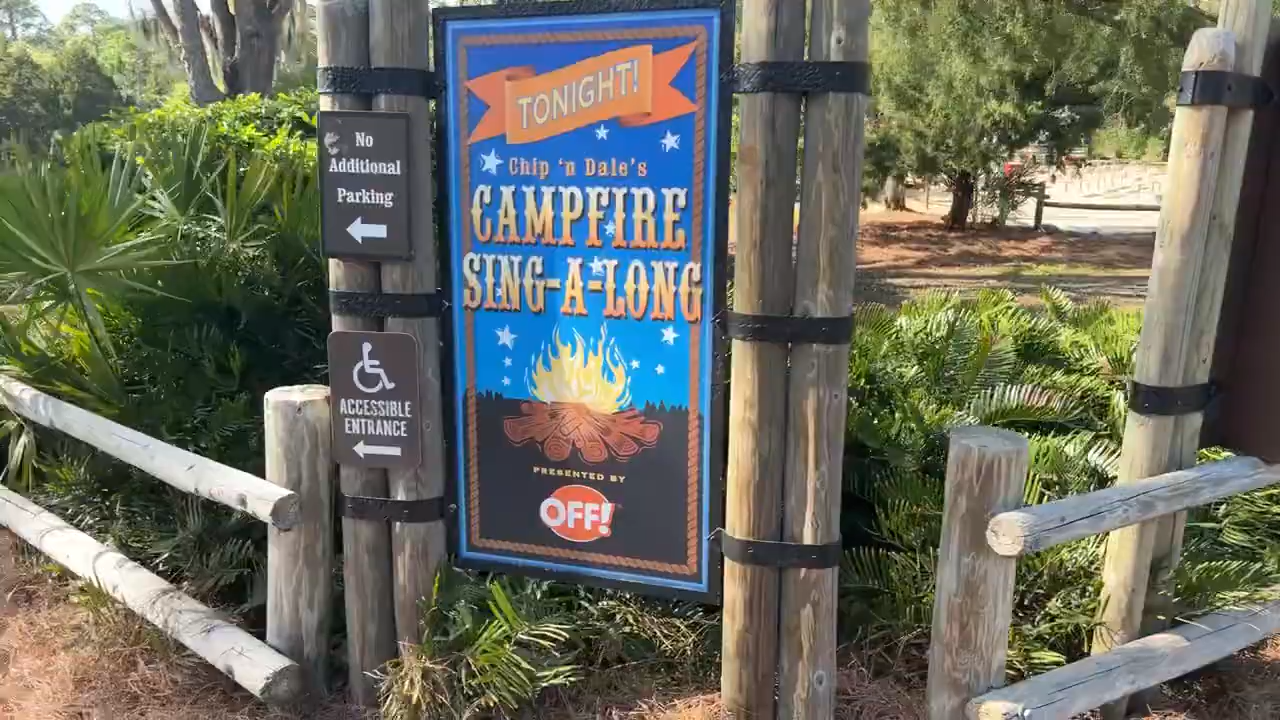 No
Additional
Parking
ACCESSIBLE
ENTRANCE
TONIGHT!
Chip 'n Dale's
CAMPFIRE
SING-A-LONG
PRESENTED BY
OFF!